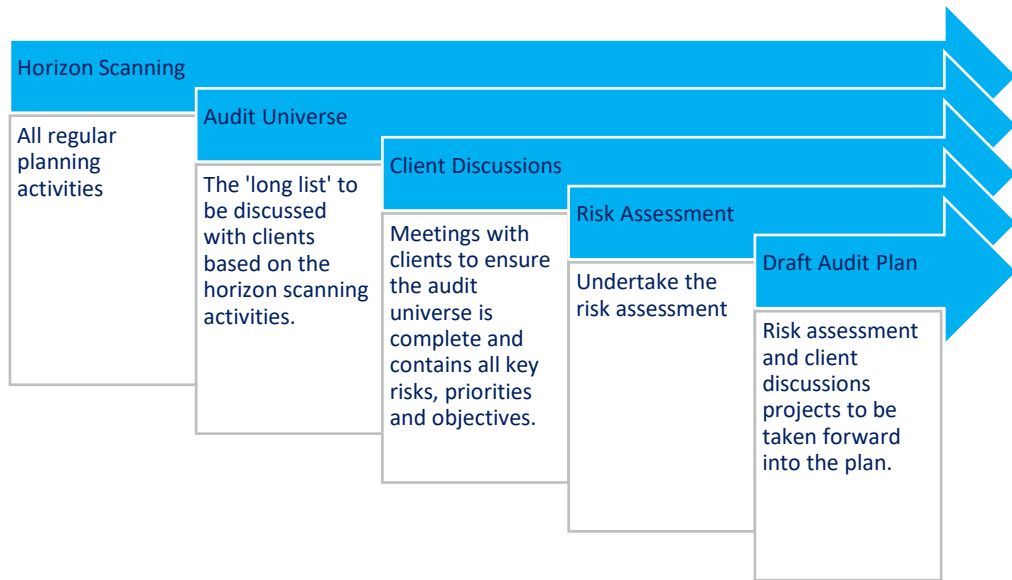 Horizon Scanning
All regular
planning
activities
Audit Universe
The 'long list' to
be discussed
with clients
based on the
horizon scanning
activities.
Client Discussions
Meetings with
clients to ensure
the audit
universe is
complete and
contains all key
risks, priorities
and objectives.
Risk Assessment
Undertake the
risk assessment
Draft Audit Plan
Risk assessment
and client
discussions
projects to be
taken forward
into the plan.